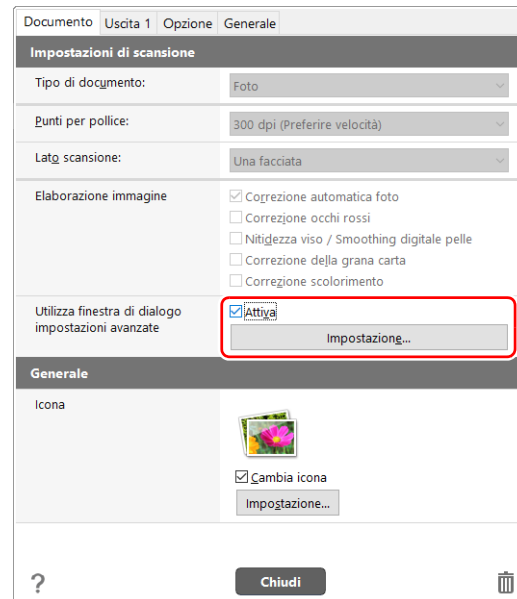 Documento Uscita 1 Opzione Generale
Impostazioni di scansione
Tipo di documento: Foto
Punti per pollice: 300 dpi (Preferire velocità)
Lato scansione: Una facciata
Elaborazione immagine Correzione automatica foto
Correzione occhi rossi
Nitidezza viso / Smoothing digitale pelle
Correzione della grana carta
Correzione scolorimento
Utilizza finestra di dialogo Attiva
impostazioni avanzate Impostazione...
Generale
Icona
Cambia icona
Impostazione...
? Chiudi